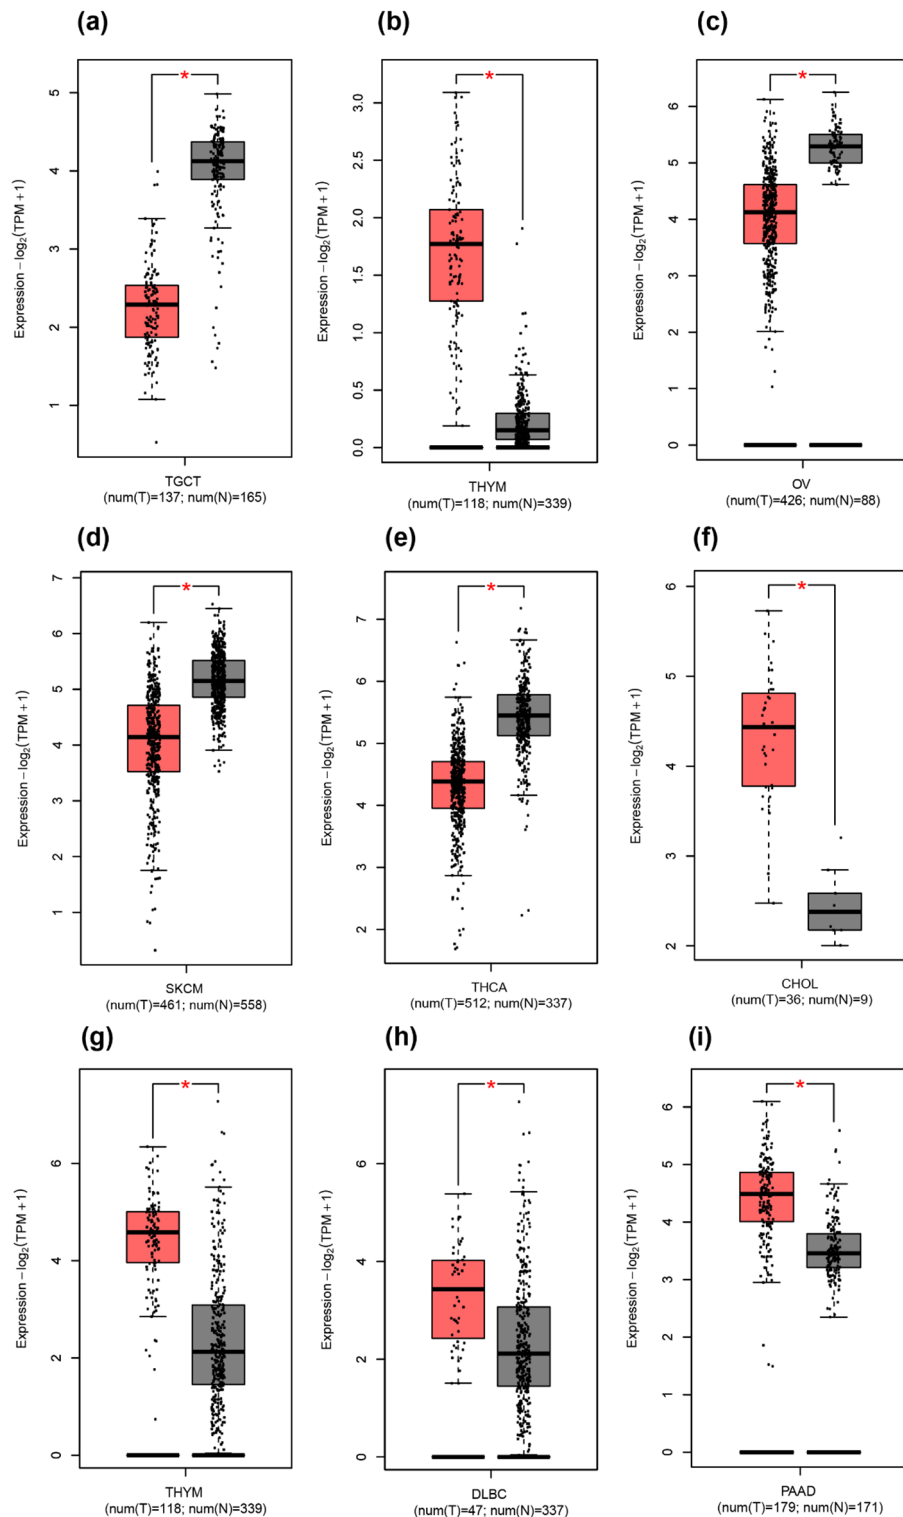 (a)
*
Expression − log₂(TPM + 1)
5
4
3
2
1
TGCT
(num(T)=137; num(N)=165)
(b)
*
Expression − log₂(TPM + 1)
3.0
2.5
2.0
1.5
1.0
0.5
0.0
THYM
(num(T)=118; num(N)=339)
(c)
*
Expression − log₂(TPM + 1)
6
5
4
3
2
1
0
OV
(num(T)=426; num(N)=88)
(d)
*
Expression − log₂(TPM + 1)
7
6
5
4
3
2
1
SKCM
(num(T)=461; num(N)=558)
(e)
*
Expression − log₂(TPM + 1)
7
6
5
4
3
2
THCA
(num(T)=512; num(N)=337)
(f)
*
Expression − log₂(TPM + 1)
6
5
4
3
2
CHOL
(num(T)=36; num(N)=9)
(g)
*
Expression − log₂(TPM + 1)
6
4
2
0
THYM
(num(T)=118; num(N)=339)
(h)
*
Expression − log₂(TPM + 1)
6
4
2
0
DLBC
(num(T)=47; num(N)=337)
(i)
*
Expression − log₂(TPM + 1)
6
5
4
3
2
1
0
PAAD
(num(T)=179; num(N)=171)